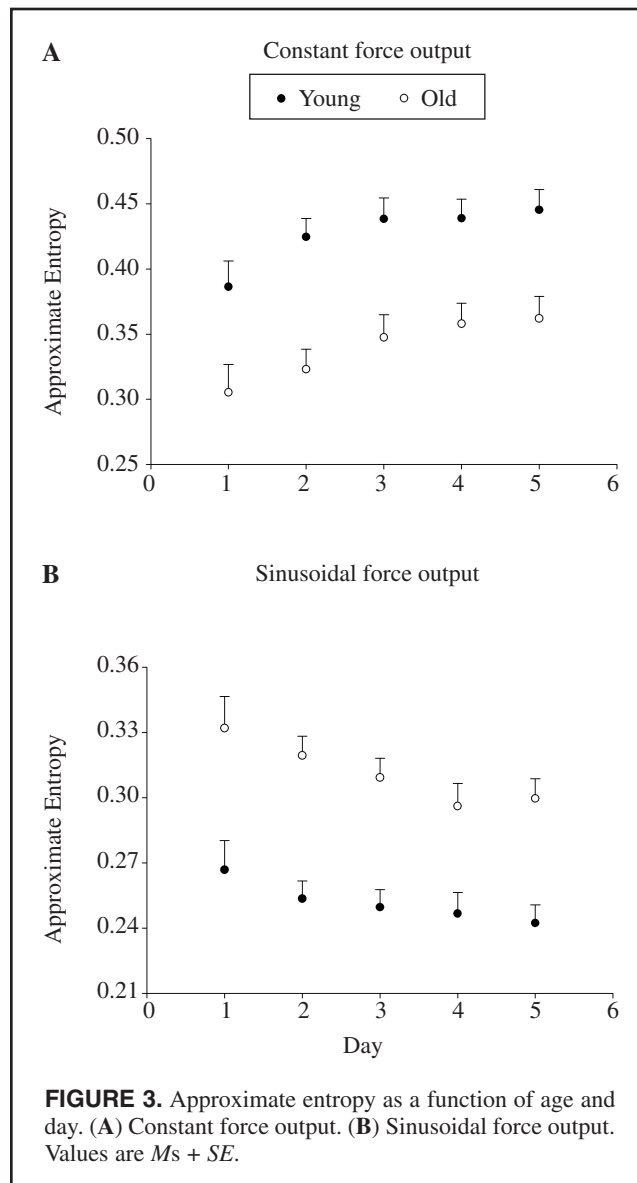 A Constant force output
● Young ○ Old
Approximate Entropy
0.50
0.45
0.40
0.35
0.30
0.25
0 1 2 3 4 5 6
B Sinusoidal force output
Approximate Entropy
0.36
0.33
0.30
0.27
0.24
0.21
0 1 2 3 4 5 6
Day
FIGURE 3. Approximate entropy as a function of age and
day. (A) Constant force output. (B) Sinusoidal force output.
Values are Ms + SE.